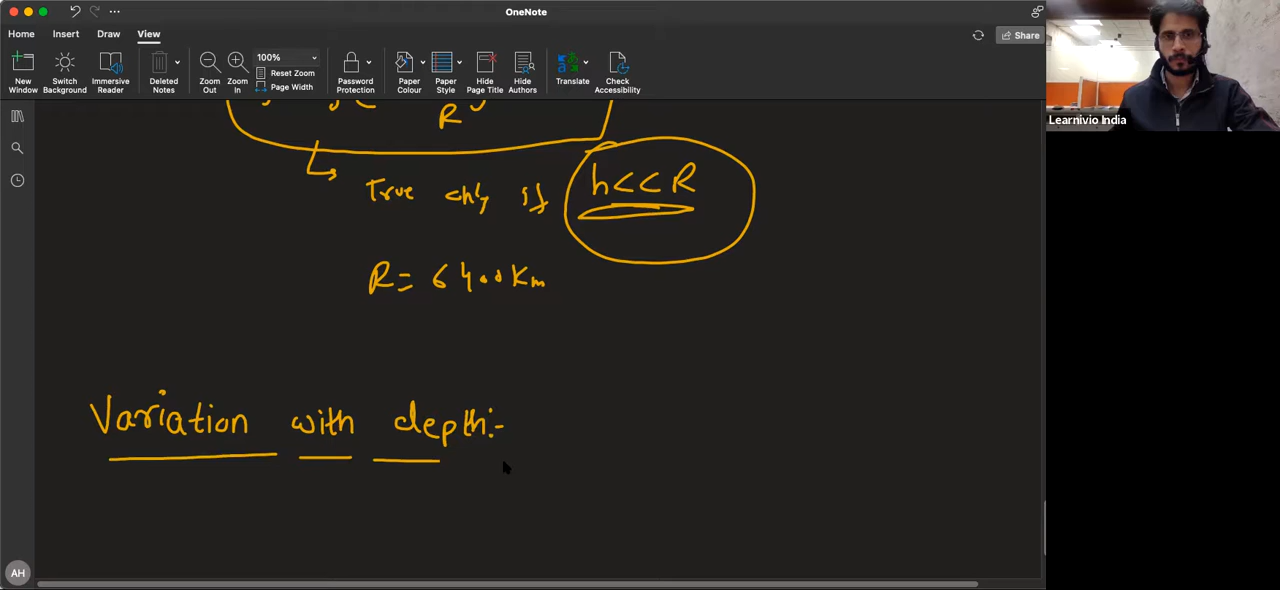 OneNote
Home Insert Draw View
Share
New Window
Switch Background
Immersive Reader
Deleted Notes
Zoom Out
Zoom In
100%
Reset Zoom
Page Width
Password Protection
Paper Colour
Paper Style
Hide Page Title
Hide Authors
Translate
Check Accessibility
Learnivio India
R
True only if h<<R
R = 6400 Km
Variation with depth:-
AH